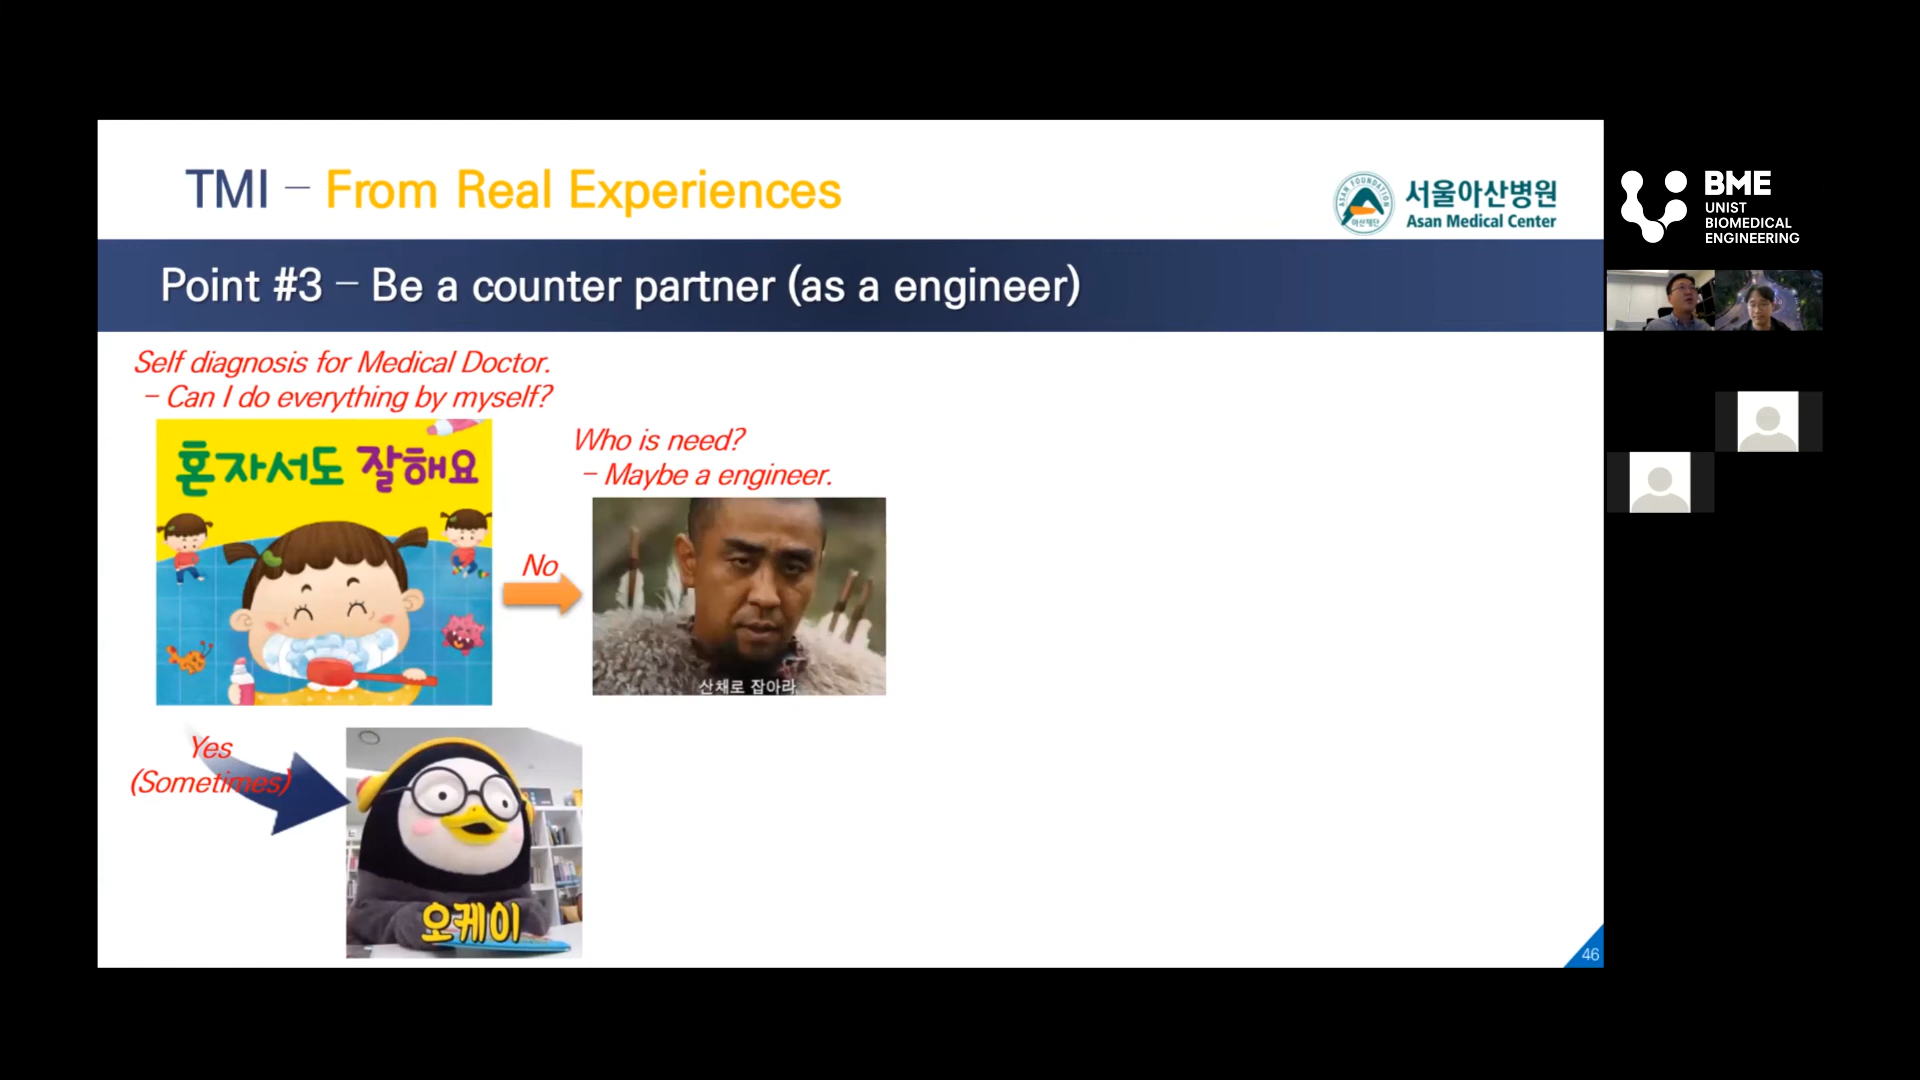 TMI – From Real Experiences
서울아산병원
Asan Medical Center
BME
UNIST
BIOMEDICAL
ENGINEERING
Point #3 – Be a counter partner (as a engineer)
Self diagnosis for Medical Doctor.
– Can I do everything by myself?
혼자서도 잘해요
Who is need?
– Maybe a engineer.
No
산채로 잡아라
Yes
(Sometimes)
오케이
46